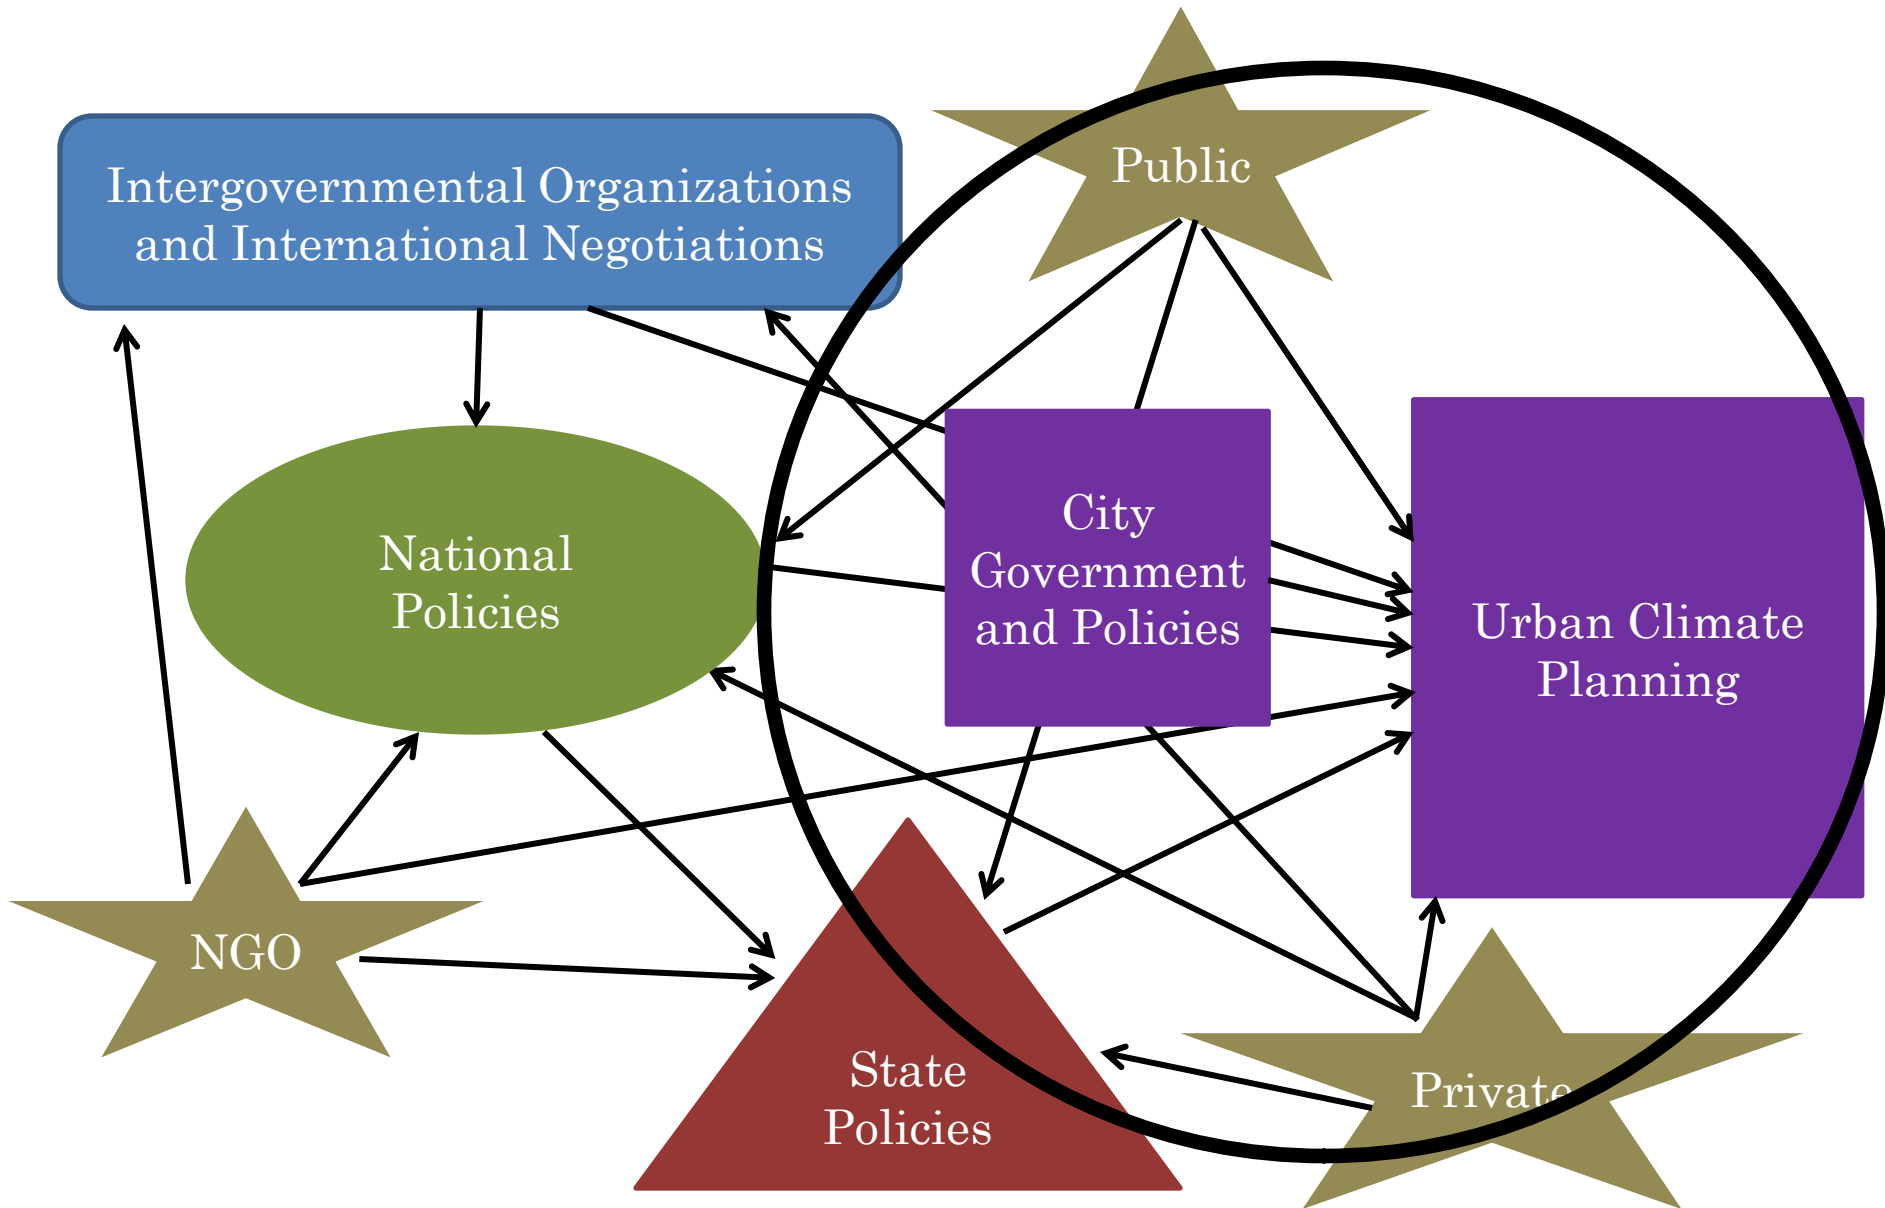 Public
Intergovernmental Organizations
and International Negotiations
City
Government
and Policies
National
Policies
Urban Climate
Planning
NGO
State
Policies
Private